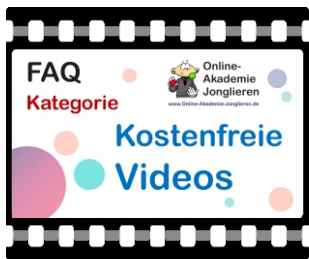 FAQ
Kategorie
Online-
Akademie
Jonglieren
www.Online-Akademie-Jonglieren.de
Kostenfreie
Videos